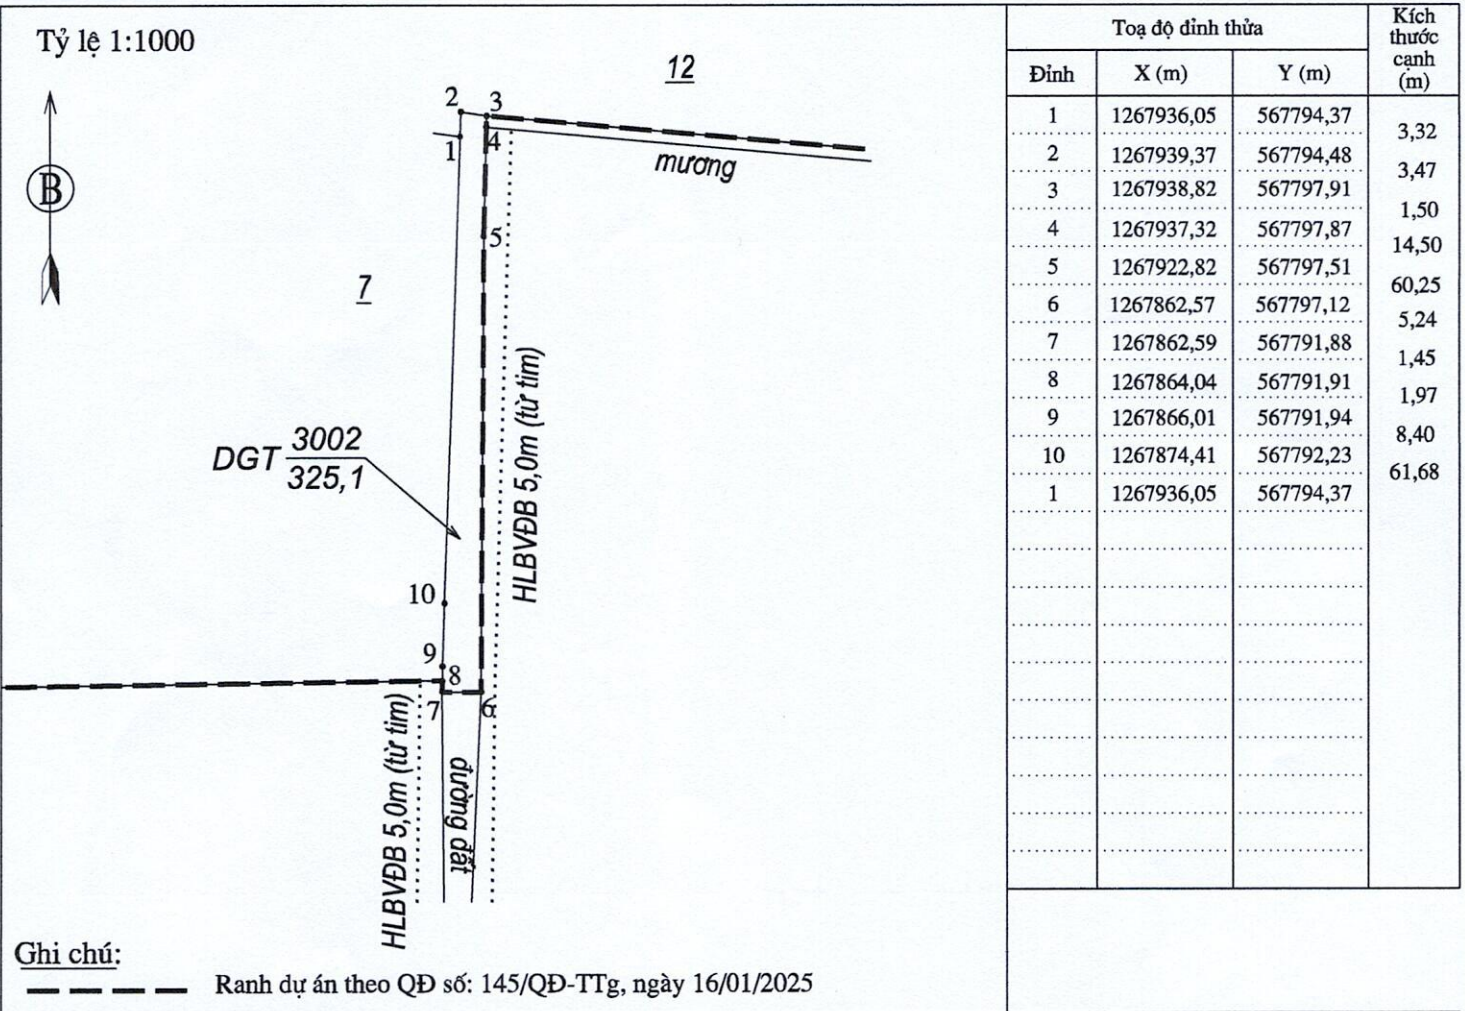 Tỷ lệ 1:1000
B
12
2 3
1 4
mương
5
7
DGT 3002
325,1
HLBVĐB 5,0m (từ tim)
10
9
8
7 6
HLBVĐB 5,0m (từ tim)
đường đất
Ghi chú:
Ranh dự án theo QĐ số: 145/QĐ-TTg, ngày 16/01/2025
Toạ độ đỉnh thửa
Kích thước cạnh (m)
Đỉnh X (m) Y (m)
1 1267936,05 567794,37
3,32
2 1267939,37 567794,48
3,47
3 1267938,82 567797,91
1,50
4 1267937,32 567797,87
14,50
5 1267922,82 567797,51
60,25
6 1267862,57 567797,12
5,24
7 1267862,59 567791,88
1,45
8 1267864,04 567791,91
1,97
9 1267866,01 567791,94
8,40
10 1267874,41 567792,23
61,68
1 1267936,05 567794,37